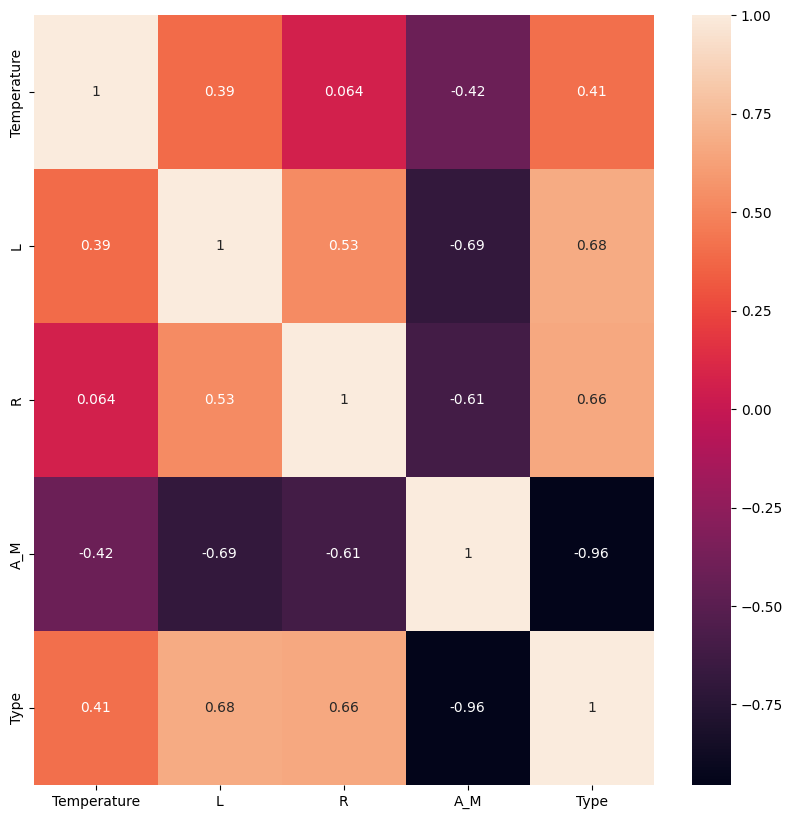 Temperature 1 0.39 0.064 -0.42 0.41
L 0.39 1 0.53 -0.69 0.68
R 0.064 0.53 1 -0.61 0.66
A_M -0.42 -0.69 -0.61 1 -0.96
Type 0.41 0.68 0.66 -0.96 1
Temperature L R A_M Type
1.00
0.75
0.50
0.25
0.00
−0.25
−0.50
−0.75